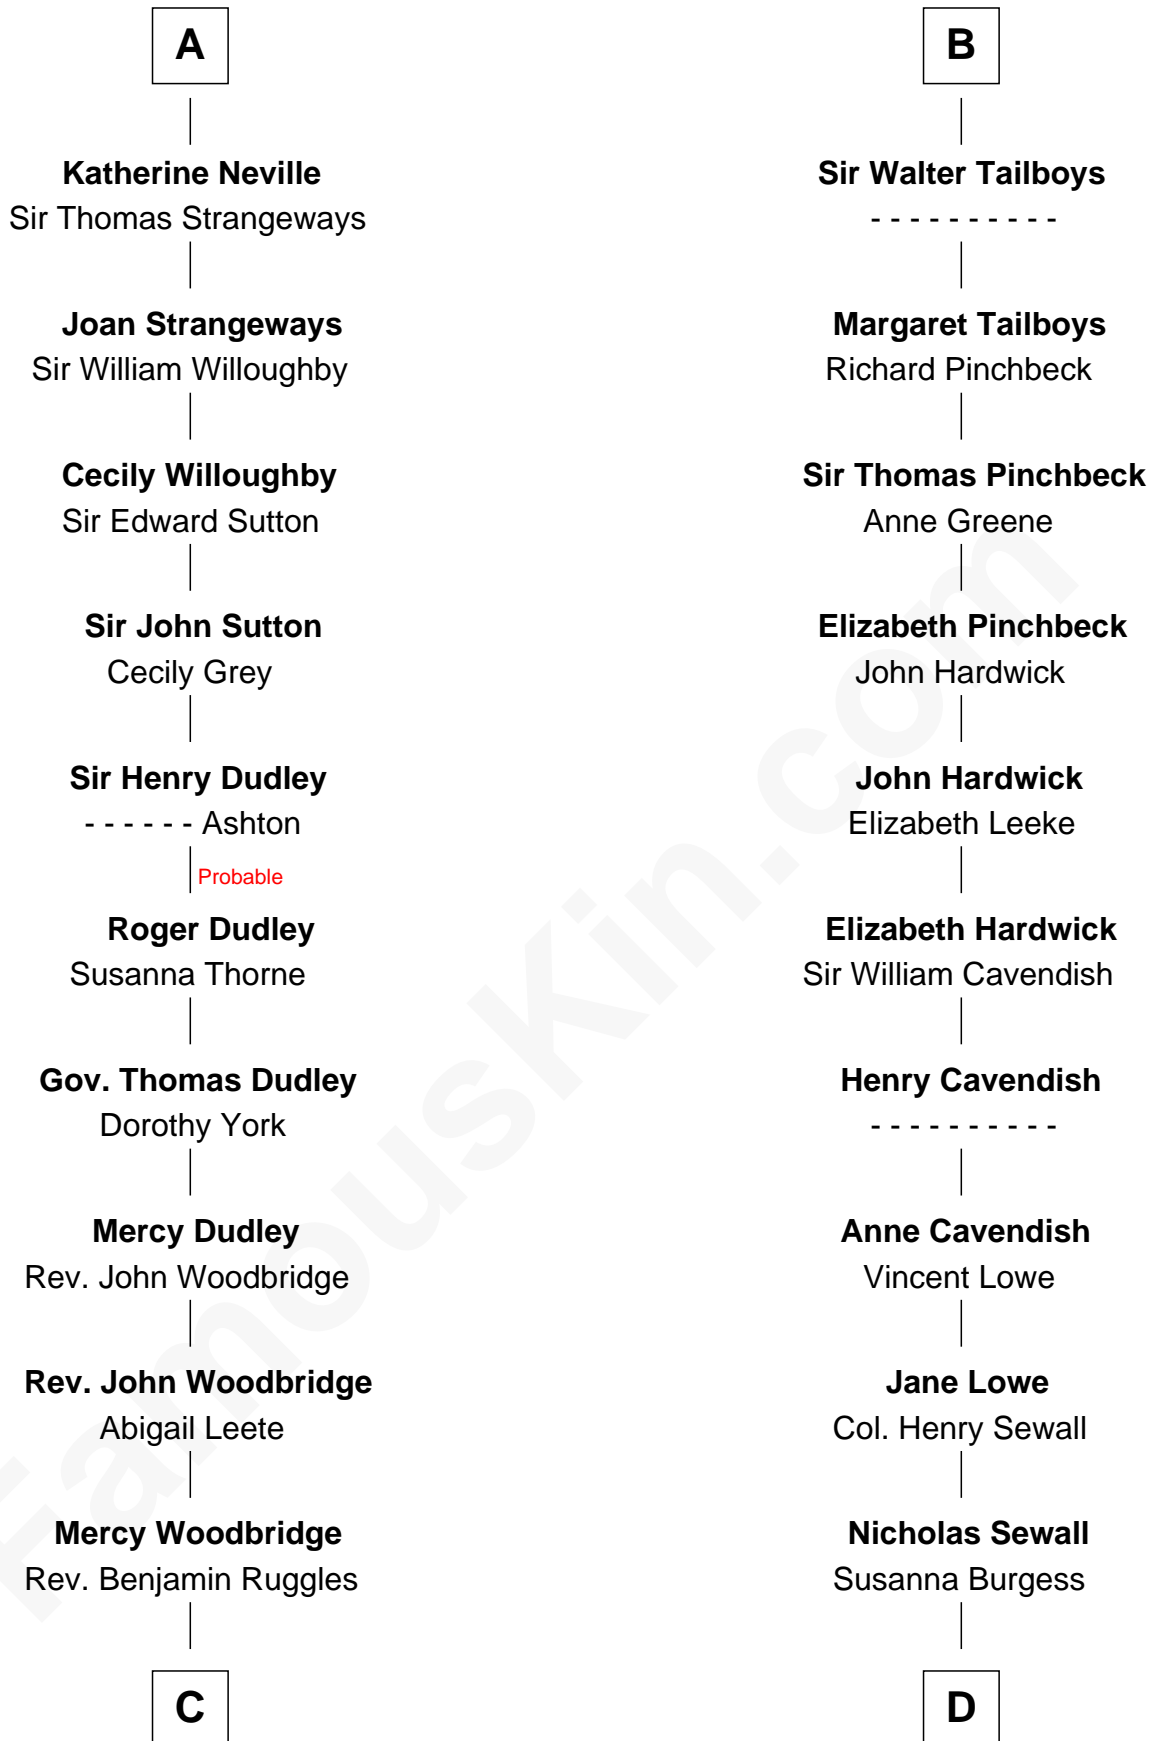 A
Katherine Neville
Sir Thomas Strangeways
Joan Strangeways
Sir William Willoughby
Cecily Willoughby
Sir Edward Sutton
Sir John Sutton
Cecily Grey
Sir Henry Dudley
- - - - - - Ashton
Probable
Roger Dudley
Susanna Thorne
Gov. Thomas Dudley
Dorothy York
Mercy Dudley
Rev. John Woodbridge
Rev. John Woodbridge
Abigail Leete
Mercy Woodbridge
Rev. Benjamin Ruggles
C
B
Sir Walter Tailboys
- - - - - - - - - -
Margaret Tailboys
Richard Pinchbeck
Sir Thomas Pinchbeck
Anne Greene
Elizabeth Pinchbeck
John Hardwick
John Hardwick
Elizabeth Leeke
Elizabeth Hardwick
Sir William Cavendish
Henry Cavendish
- - - - - - - - - -
Anne Cavendish
Vincent Lowe
Jane Lowe
Col. Henry Sewall
Nicholas Sewall
Susanna Burgess
D
FamousKin.com